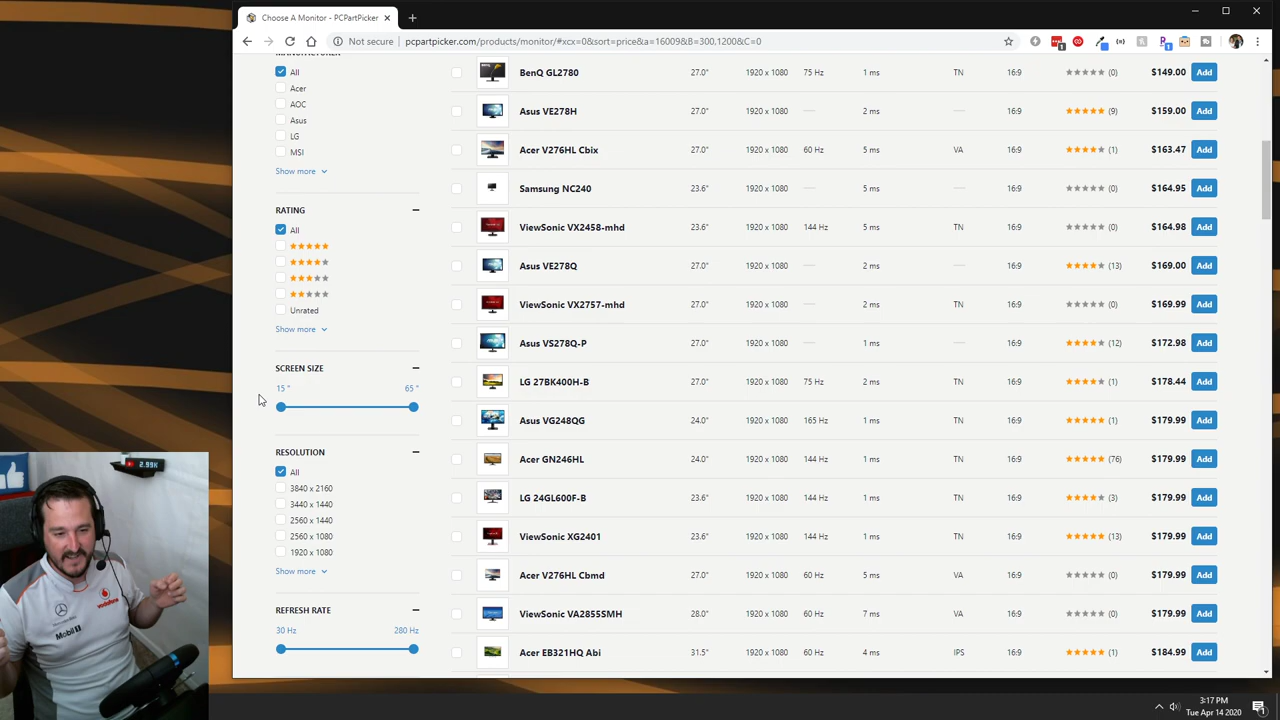 Choose A Monitor - PCPartPicker
Not secure | pcpartpicker.com/products/monitor/#xcx=0&sort=price&a=16009&B=330,1200&C=0
MANUFACTURER
All
Acer
AOC
Asus
LG
MSI
Show more
RATING
All
Unrated
Show more
SCREEN SIZE
15 "
65 "
RESOLUTION
All
3840 x 2160
3440 x 1440
2560 x 1440
2560 x 1080
1920 x 1080
Show more
REFRESH RATE
30 Hz
280 Hz
BenQ GL2780 27.0" 1920 x 1080 75 Hz 1 ms TN 16:9 (0) $149.00 Add
Asus VE278H 27.0" 1920 x 1080 — 2 ms — 16:9 (9) $159.00 Add
Acer V276HL Cbix 27.0" 1920 x 1080 60 Hz 5 ms VA 16:9 (1) $163.47 Add
Samsung NC240 23.6" 1920 x 1080 — 5 ms — 16:9 (0) $164.95 Add
ViewSonic VX2458-mhd 23.6" 1920 x 1080 144 Hz 5 ms TN 16:9 (0) Add
Asus VE278Q 27.0" 1920 x 1080 — 2 ms — 16:9 (13) Add
ViewSonic VX2757-mhd 27.0" 1920 x 1080 — 2 ms TN 16:9 (0) $169.99 Add
Asus VS278Q-P 27.0" 1920 x 1080 — 1 ms TN 16:9 (12) $172.98 Add
LG 27BK400H-B 27.0" 1920 x 1080 75 Hz 2 ms TN 16:9 (1) $178.44 Add
Asus VG248QG 24.0" 1920 x 1080 165 Hz 1 ms TN 16:9 (1) $179.99 Add
Acer GN246HL 24.0" 1920 x 1080 144 Hz 1 ms TN 16:9 (76) $179.99 Add
LG 24GL600F-B 23.6" 1920 x 1080 144 Hz 1 ms TN 16:9 (3) $179.99 Add
ViewSonic XG2401 23.6" 1920 x 1080 144 Hz 1 ms TN 16:9 (13) $179.99 Add
Acer V276HL Cbmd 27.0" 1920 x 1080 60 Hz 5 ms VA 16:9 (0) $179.99 Add
ViewSonic VA2855SMH 28.0" 1920 x 1080 60 Hz 7 ms VA 16:9 (0) $179.99 Add
Acer EB321HQ Abi 31.5" 1920 x 1080 60 Hz 4 ms IPS 16:9 (1) $184.99 Add
2.99K
vodafone
Mobil 1
3:17 PM
Tue Apr 14 2020